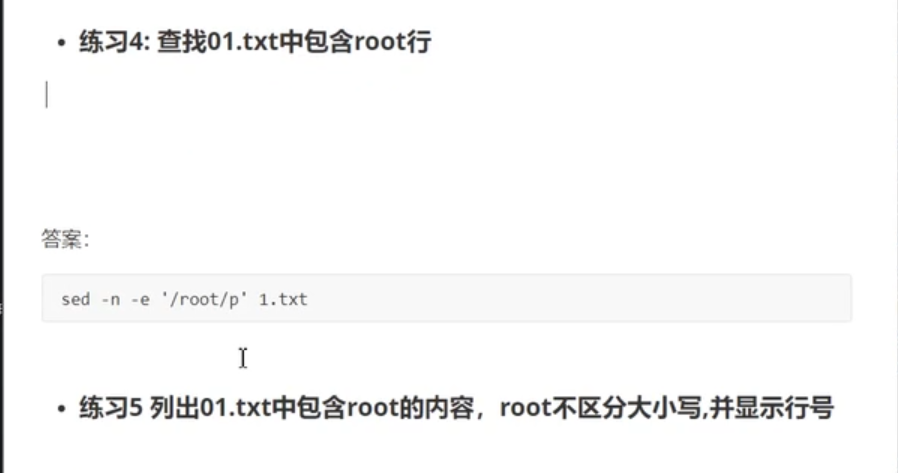 • 练习4: 查找01.txt中包含root行
答案：
sed -n -e '/root/p' 1.txt
• 练习5 列出01.txt中包含root的内容，root不区分大小写,并显示行号